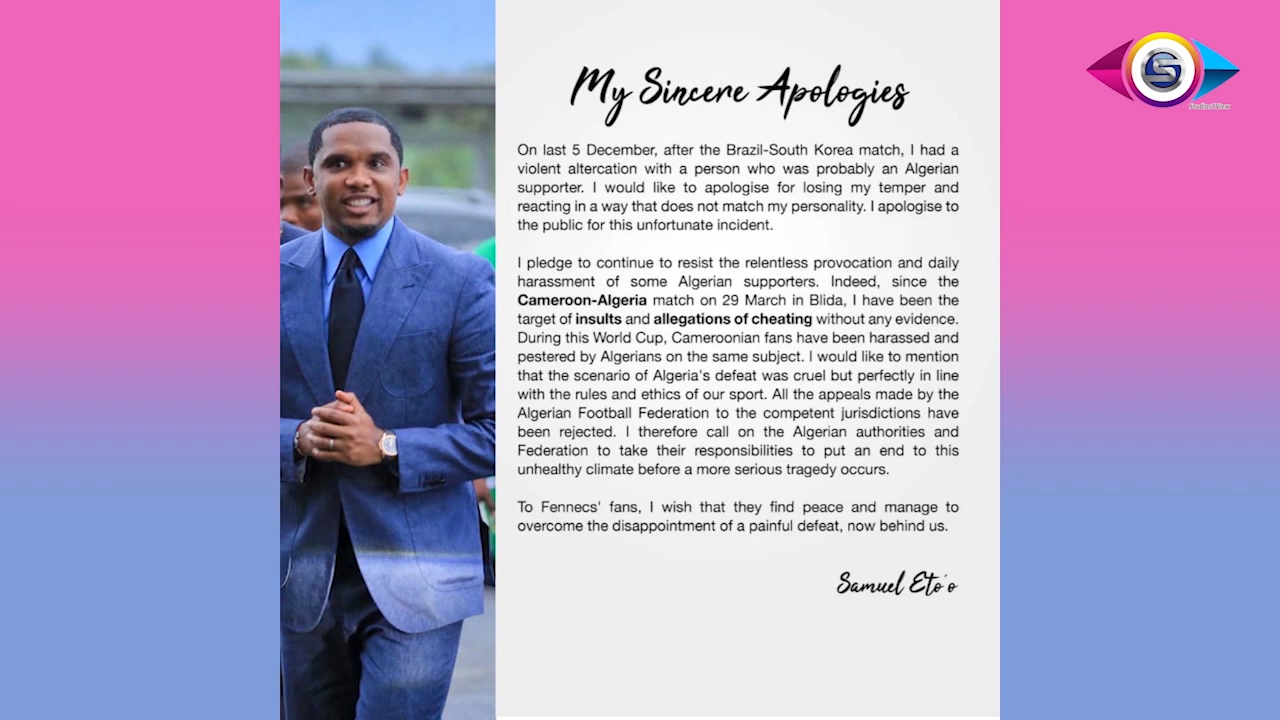 My Sincere Apologies
On last 5 December, after the Brazil-South Korea match, I had a
violent altercation with a person who was probably an Algerian
supporter. I would like to apologise for losing my temper and
reacting in a way that does not match my personality. I apologise to
the public for this unfortunate incident.
I pledge to continue to resist the relentless provocation and daily
harassment of some Algerian supporters. Indeed, since the
Cameroon-Algeria match on 29 March in Blida, I have been the
target of insults and allegations of cheating without any evidence.
During this World Cup, Cameroonian fans have been harassed and
pestered by Algerians on the same subject. I would like to mention
that the scenario of Algeria's defeat was cruel but perfectly in line
with the rules and ethics of our sport. All the appeals made by the
Algerian Football Federation to the competent jurisdictions have
been rejected. I therefore call on the Algerian authorities and
Federation to take their responsibilities to put an end to this
unhealthy climate before a more serious tragedy occurs.
To Fennecs' fans, I wish that they find peace and manage to
overcome the disappointment of a painful defeat, now behind us.
Samuel Eto'o